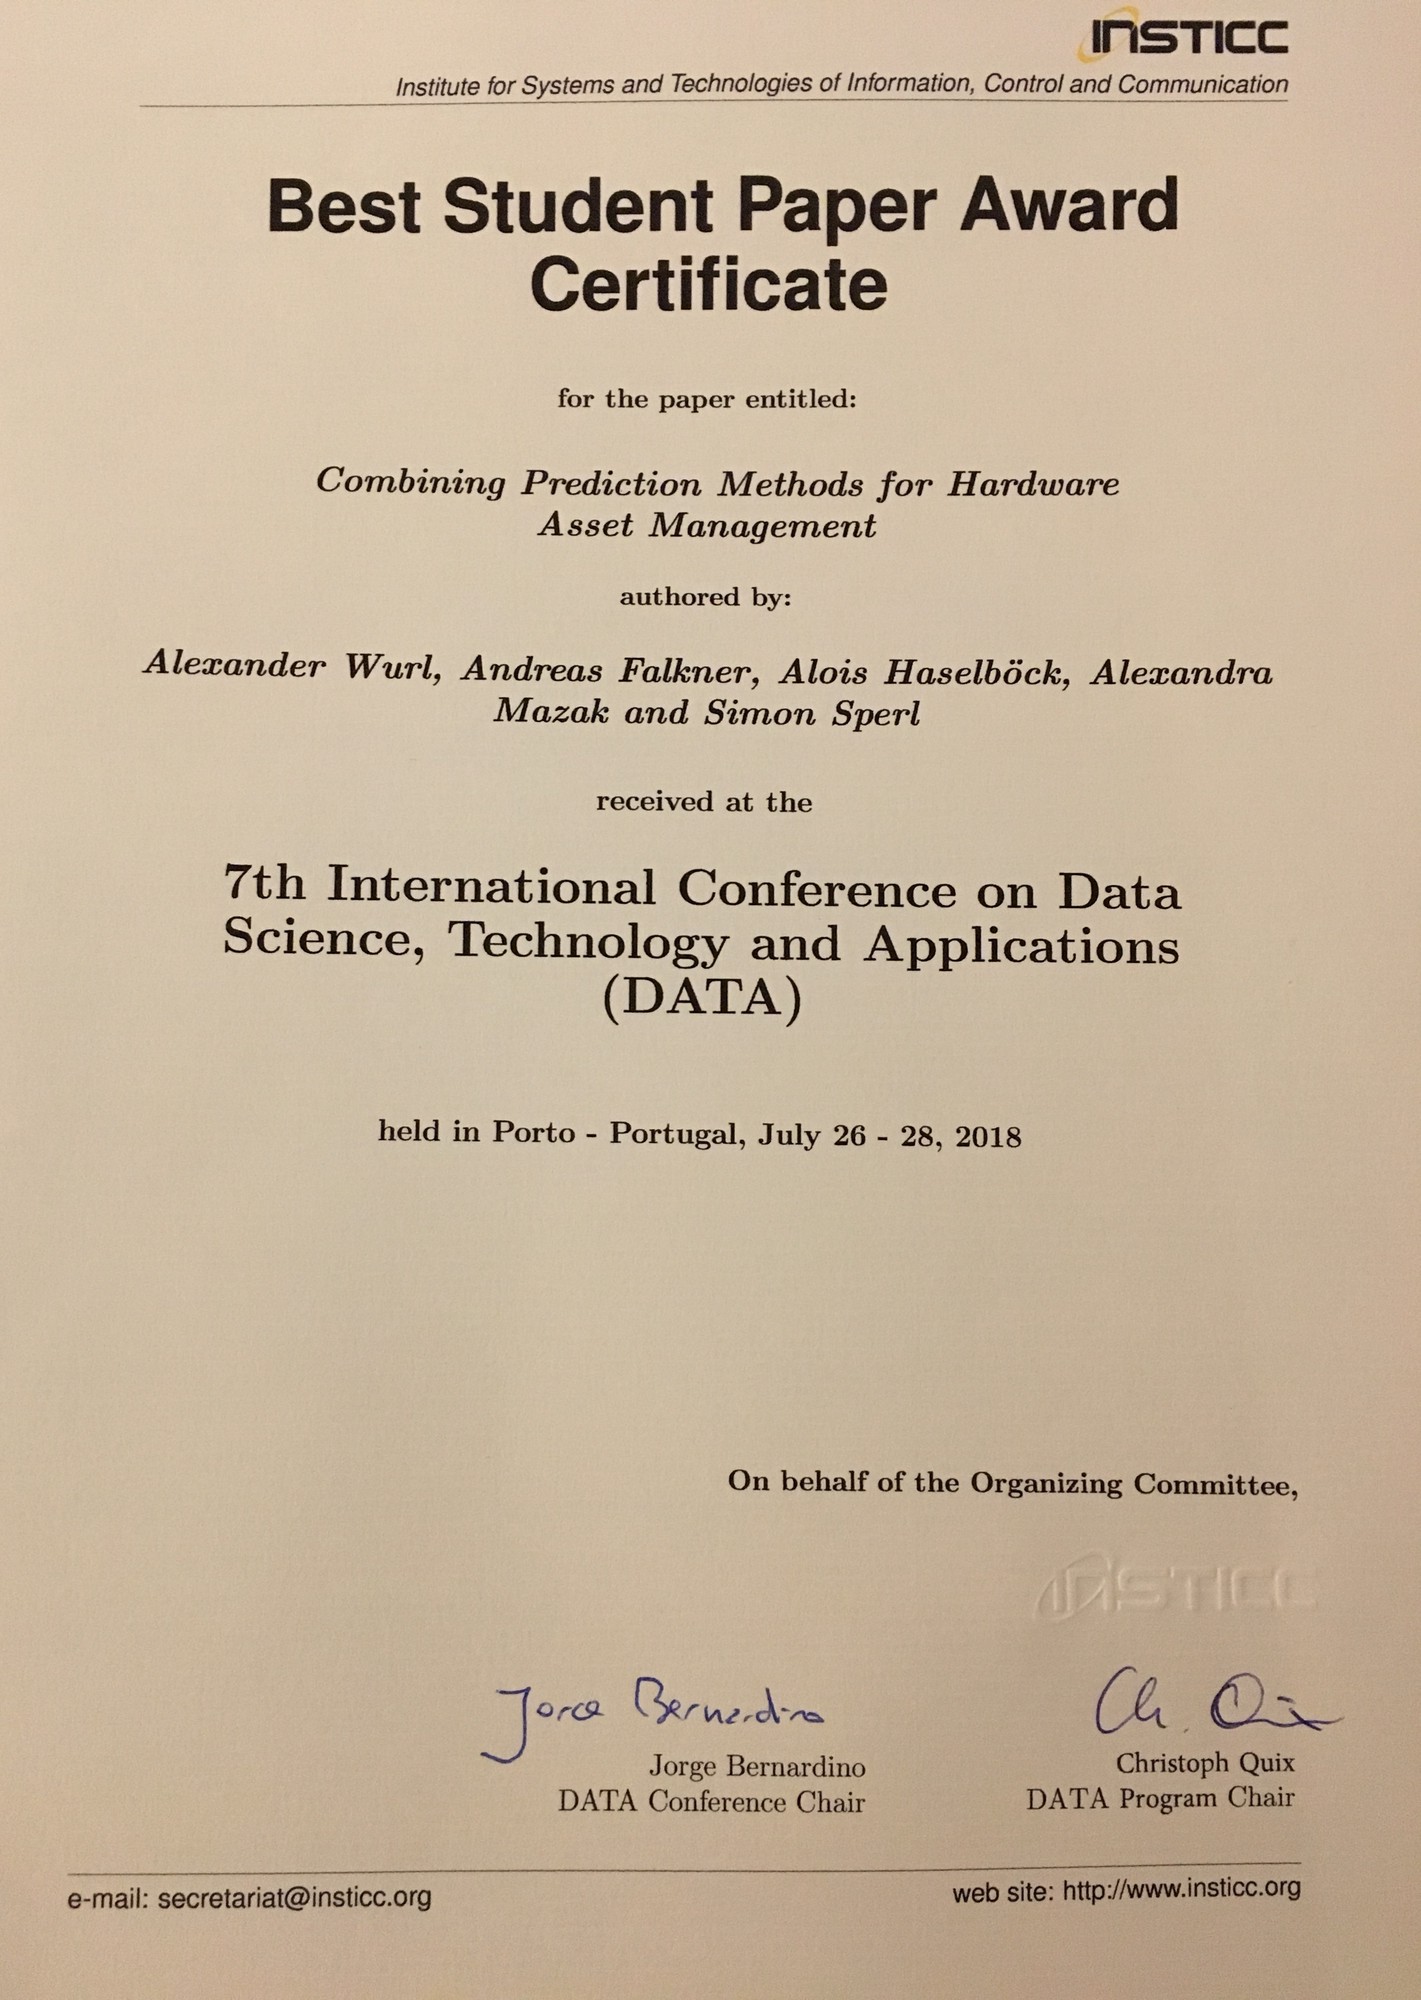 INSTICC
Institute for Systems and Technologies of Information, Control and Communication
Best Student Paper Award
Certificate
for the paper entitled:
Combining Prediction Methods for Hardware
Asset Management
authored by:
Alexander Wurl, Andreas Falkner, Alois Haselböck, Alexandra
Mazak and Simon Sperl
received at the
7th International Conference on Data
Science, Technology and Applications
(DATA)
held in Porto - Portugal, July 26 - 28, 2018
On behalf of the Organizing Committee,
INSTICC
Jorge Bernardino
Ch. Quix
Jorge Bernardino
DATA Conference Chair
Christoph Quix
DATA Program Chair
e-mail: secretariat@insticc.org
web site: http://www.insticc.org